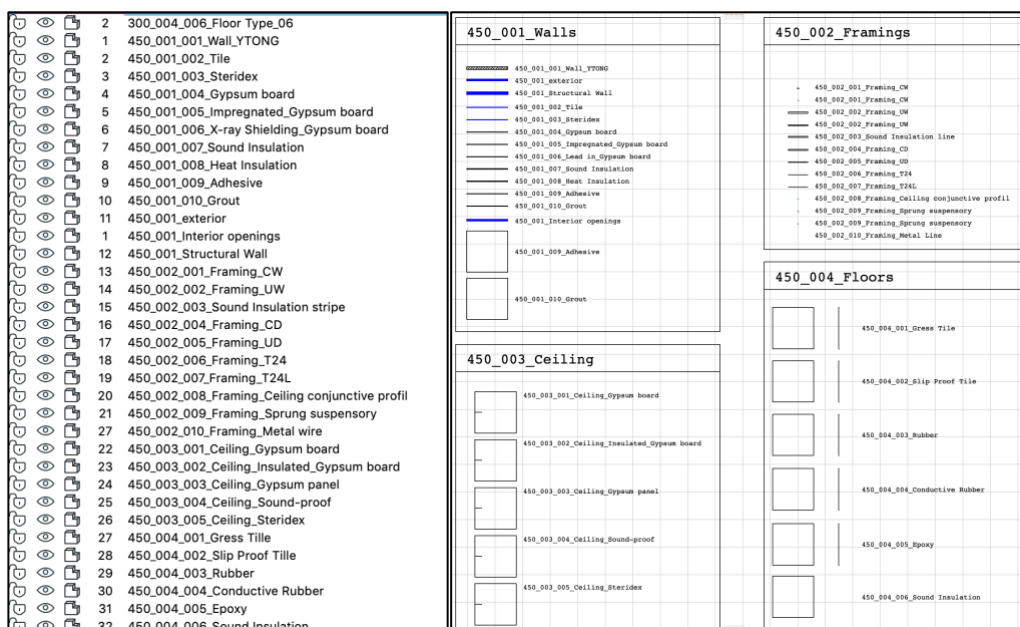 2 300_004_006_Floor Type_06
1 450_001_001_Wall_YTONG
2 450_001_002_Tile
3 450_001_003_Steridex
4 450_001_004_Gypsum board
5 450_001_005_Impregnated_Gypsum board
6 450_001_006_X-ray Shielding_Gypsum board
7 450_001_007_Sound Insulation
8 450_001_008_Heat Insulation
9 450_001_009_Adhesive
10 450_001_010_Grout
11 450_001_exterior
1 450_001_Interior openings
12 450_001_Structural Wall
13 450_002_001_Framing_CW
14 450_002_002_Framing_UW
15 450_002_003_Sound Insulation stripe
16 450_002_004_Framing_CD
17 450_002_005_Framing_UD
18 450_002_006_Framing_T24
19 450_002_007_Framing_T24L
20 450_002_008_Framing_Ceiling conjunctive profil
21 450_002_009_Framing_Sprung suspensory
27 450_002_010_Framing_Metal wire
22 450_003_001_Ceiling_Gypsum board
23 450_003_002_Ceiling_Insulated_Gypsum board
24 450_003_003_Ceiling_Gypsum panel
25 450_003_004_Ceiling_Sound-proof
26 450_003_005_Ceiling_Steridex
27 450_004_001_Gress Tille
28 450_004_002_Slip Proof Tille
29 450_004_003_Rubber
30 450_004_004_Conductive Rubber
31 450_004_005_Epoxy
32 450_004_006_Sound Insulation
450_001_Walls
450_001_001_Wall_YTONG
450_001_exterior
450_001_Structural Wall
450_001_002_Tile
450_001_003_Steridex
450_001_004_Gypsum board
450_001_005_Impregnated_Gypsum board
450_001_006_Lead in_Gypsum board
450_001_007_Sound Insulation
450_001_008_Heat Insulation
450_001_009_Adhesive
450_001_010_Grout
450_001_Interior openings
450_001_009_Adhesive
450_001_010_Grout
450_003_Ceiling
450_003_001_Ceiling_Gypsum board
450_003_002_Ceiling_Insulated_Gypsum board
450_003_003_Ceiling_Gypsum panel
450_003_004_Ceiling_Sound-proof
450_003_005_Ceiling_Steridex
450_002_Framings
450_002_001_Framing_CW
450_002_001_Framing_CW
450_002_002_Framing_UW
450_002_002_Framing_UW
450_002_003_Sound Insulation line
450_002_004_Framing_CD
450_002_005_Framing_UD
450_002_006_Framing_T24
450_002_007_Framing_T24L
450_002_008_Framing_Ceiling conjunctive profil
450_002_009_Framing_Sprung suspensory
450_002_009_Framing_Sprung suspensory
450_002_010_Framing_Metal Line
450_004_Floors
450_004_001_Gress Tile
450_004_002_Slip Proof Tile
450_004_003_Rubber
450_004_004_Conductive Rubber
450_004_005_Epoxy
450_004_006_Sound Insulation